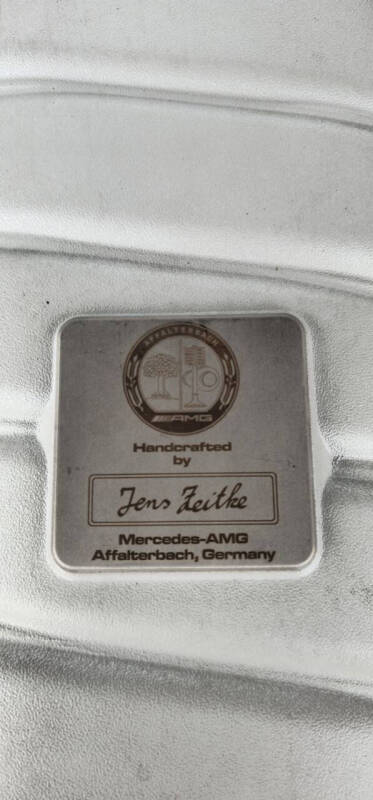 AFFALTERBACH
AMG
Handcrafted
by
Jens Zeitke
Mercedes-AMG
Affalterbach, Germany